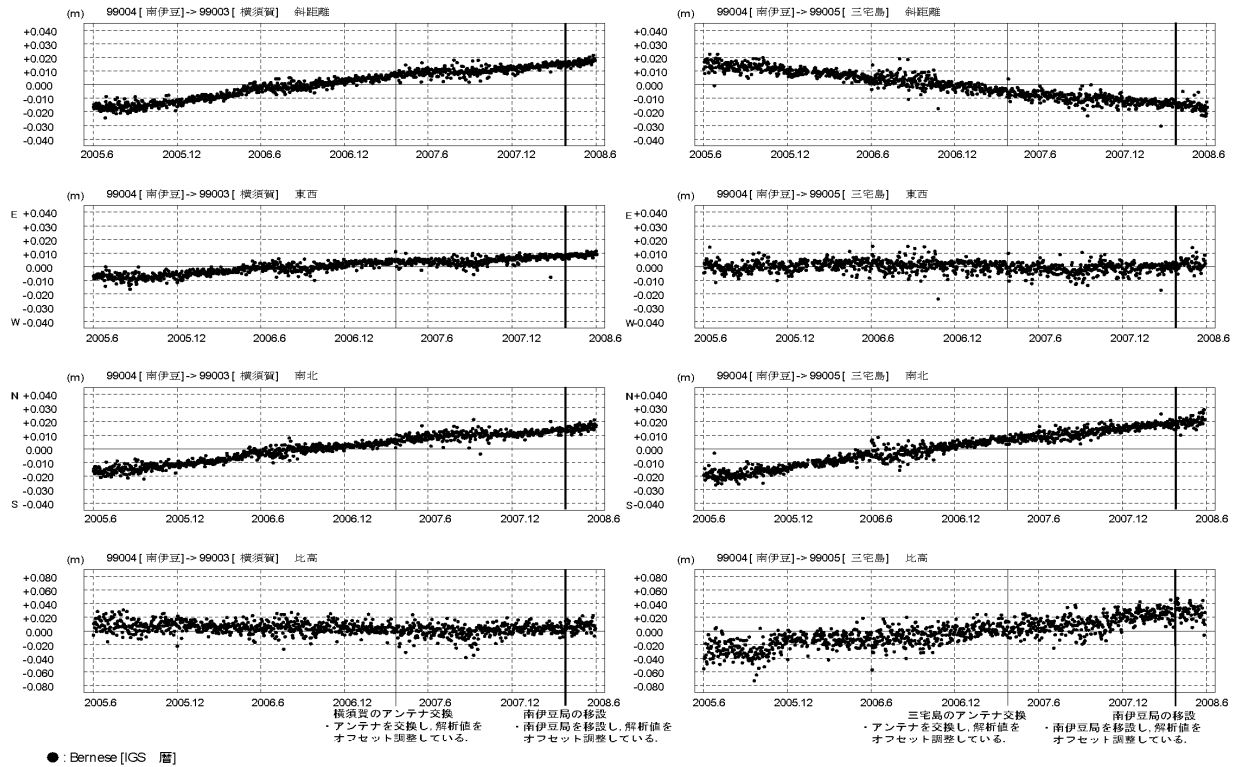 (m) 99004 [ 南伊豆]-> 99003 [ 横須賀] 斜距離
+0.040
+0.030
+0.020
+0.010
0.000
-0.010
-0.020
-0.030
-0.040
2005.6 2005.12 2006.6 2006.12 2007.6 2007.12 2008.6
(m) 99004 [ 南伊豆]-> 99005 [ 三宅島] 斜距離
+0.040
+0.030
+0.020
+0.010
0.000
-0.010
-0.020
-0.030
-0.040
2005.6 2005.12 2006.6 2006.12 2007.6 2007.12 2008.6
(m) 99004 [ 南伊豆]-> 99003 [ 横須賀] 東西
E +0.040
+0.030
+0.020
+0.010
0.000
-0.010
-0.020
-0.030
W -0.040
2005.6 2005.12 2006.6 2006.12 2007.6 2007.12 2008.6
(m) 99004 [ 南伊豆]-> 99005 [ 三宅島] 東西
E +0.040
+0.030
+0.020
+0.010
0.000
-0.010
-0.020
-0.030
W-0.040
2005.6 2005.12 2006.6 2006.12 2007.6 2007.12 2008.6
(m) 99004 [ 南伊豆]-> 99003 [ 横須賀] 南北
N +0.040
+0.030
+0.020
+0.010
0.000
-0.010
-0.020
-0.030
S -0.040
2005.6 2005.12 2006.6 2006.12 2007.6 2007.12 2008.6
(m) 99004 [ 南伊豆]-> 99005 [ 三宅島] 南北
N+0.040
+0.030
+0.020
+0.010
0.000
-0.010
-0.020
-0.030
S-0.040
2005.6 2005.12 2006.6 2006.12 2007.6 2007.12 2008.6
(m) 99004 [ 南伊豆]-> 99003 [ 横須賀] 比高
+0.080
+0.060
+0.040
+0.020
0.000
-0.020
-0.040
-0.060
-0.080
2005.6 2005.12 2006.6 2006.12 2007.6 2007.12 2008.6
横須賀のアンテナ交換
・アンテナを交換し, 解析値を
オフセット調整している.
南伊豆局の移設
・南伊豆局を移設し, 解析値を
オフセット調整している.
(m) 99004 [ 南伊豆]-> 99005 [ 三宅島] 比高
+0.080
+0.060
+0.040
+0.020
0.000
-0.020
-0.040
-0.060
-0.080
2005.6 2005.12 2006.6 2006.12 2007.6 2007.12 2008.6
三宅島のアンテナ交換
・アンテナを交換し, 解析値を
オフセット調整している.
南伊豆局の移設
・南伊豆局を移設し, 解析値を
オフセット調整している.
● : Bernese [IGS 暦]